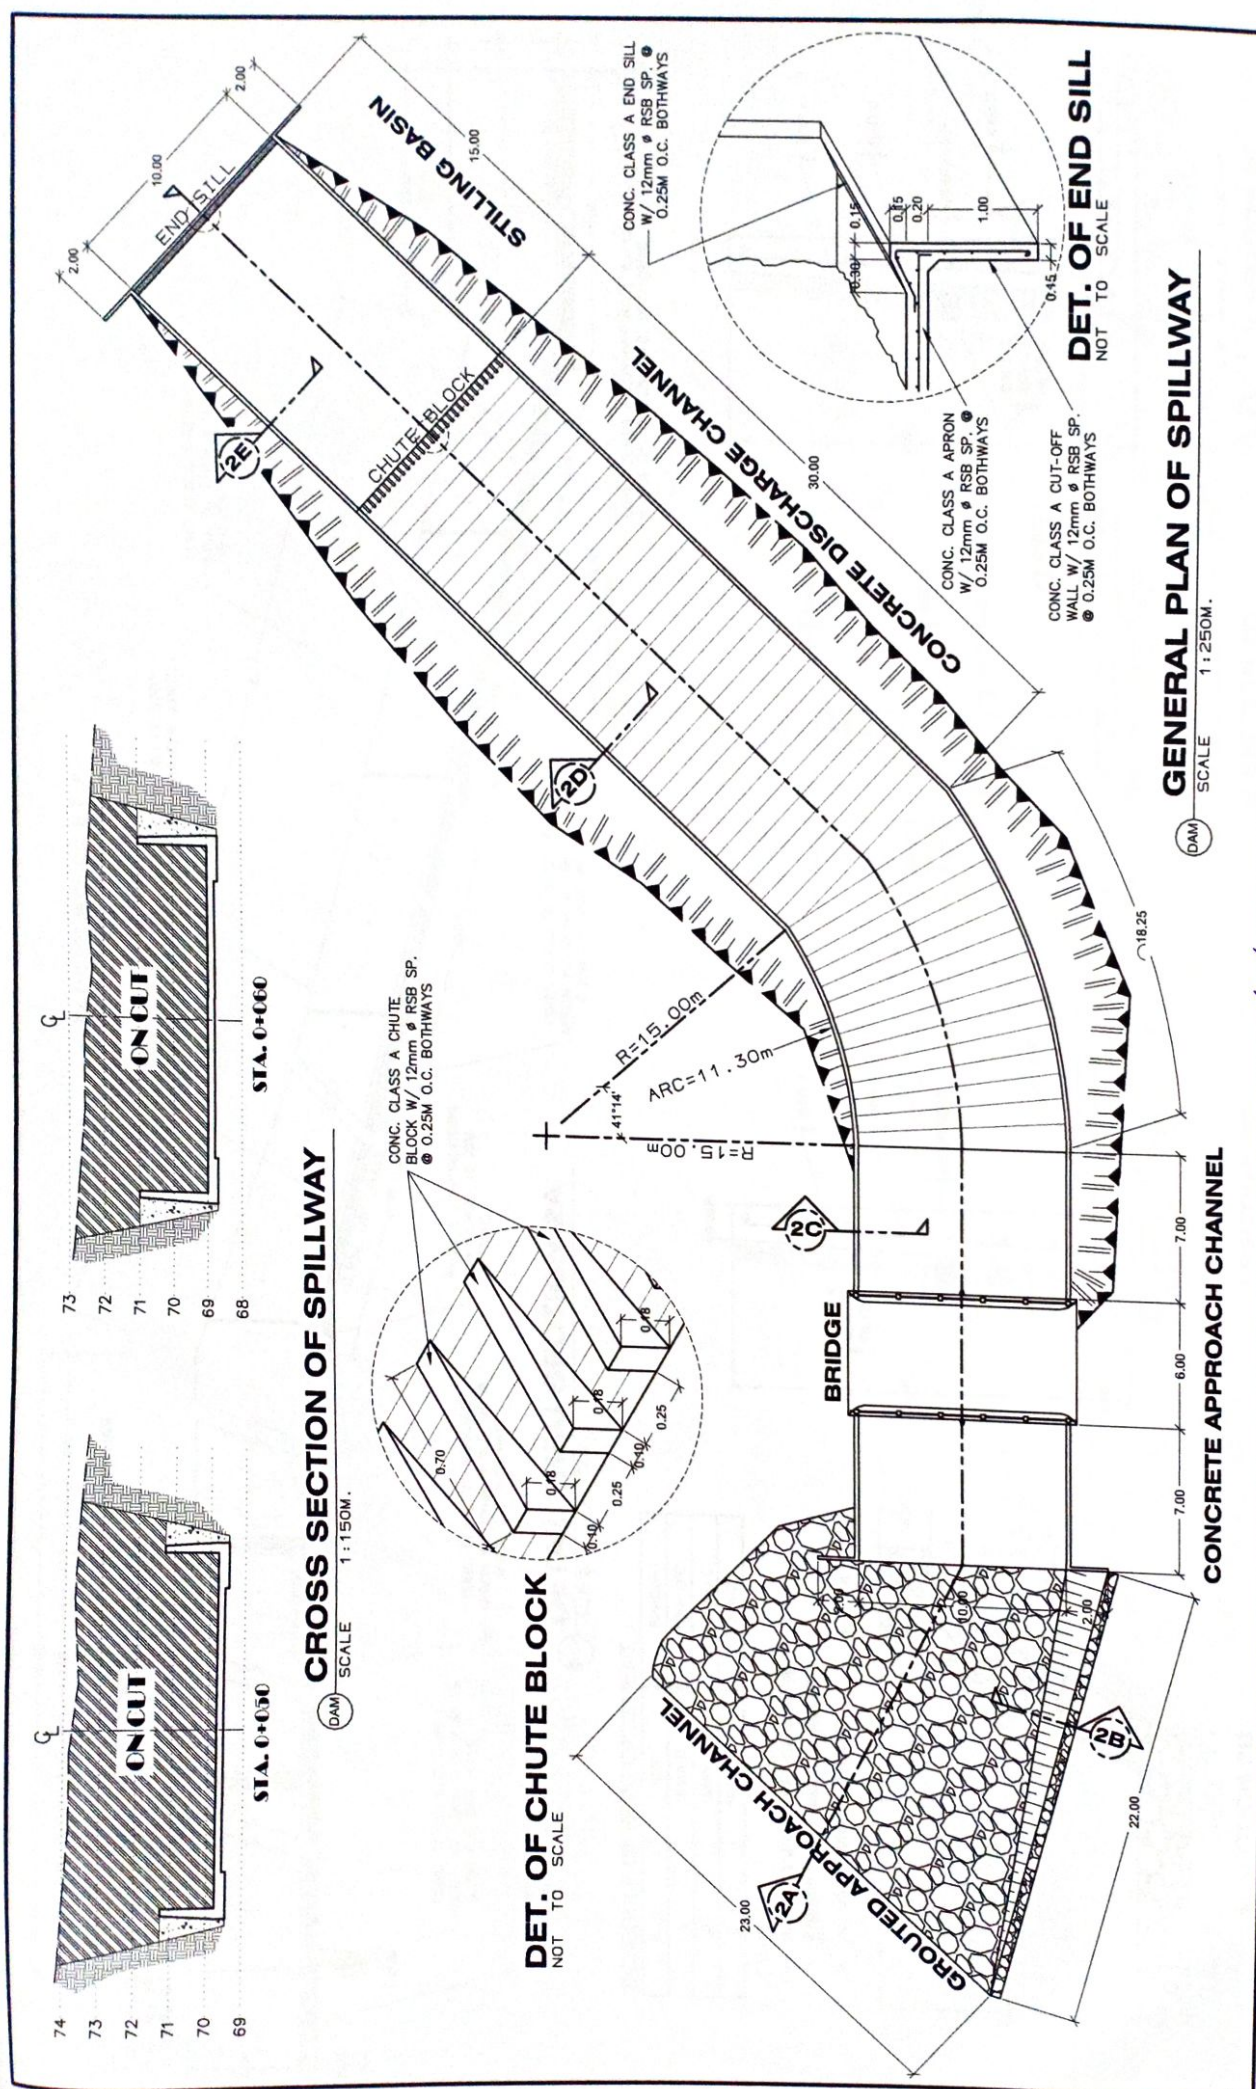 74
73
72
71
70
69
CL
ON CUT
STA. 0+050
73
72
71
70
69
68
CL
ON CUT
STA. 0+060
DAM
CROSS SECTION OF SPILLWAY
SCALE 1:150M.
CONC. CLASS A CHUTE
BLOCK W/ 12mm ø RSB SP.
@ 0.25M O.C. BOTHWAYS
0.70
0.18
0.18
0.18
0.40
0.25
0.40
0.25
DET. OF CHUTE BLOCK
NOT TO SCALE
2.00
10.00
2.00
END SILL
STILLING BASIN
15.00
2E
CHUTE BLOCK
CONCRETE DISCHARGE CHANNEL
30.00
2D
R=15.00m
ARC=11.30m
41°14'
R=15.00m
18.25
2C
BRIDGE
7.00
6.00
7.00
CONCRETE APPROACH CHANNEL
2.00
10.00
2.00
2B
2A
GROUTED APPROACH CHANNEL
23.00
22.00
CONC. CLASS A END SILL
W/ 12mm ø RSB SP. @
0.25M O.C. BOTHWAYS
0.30
0.15
0.15
0.20
1.00
0.15
CONC. CLASS A APRON
W/ 12mm ø RSB SP. @
0.25M O.C. BOTHWAYS
CONC. CLASS A CUT-OFF
WALL W/ 12mm ø RSB SP.
@ 0.25M O.C. BOTHWAYS
DET. OF END SILL
NOT TO SCALE
DAM
GENERAL PLAN OF SPILLWAY
SCALE 1:250M.